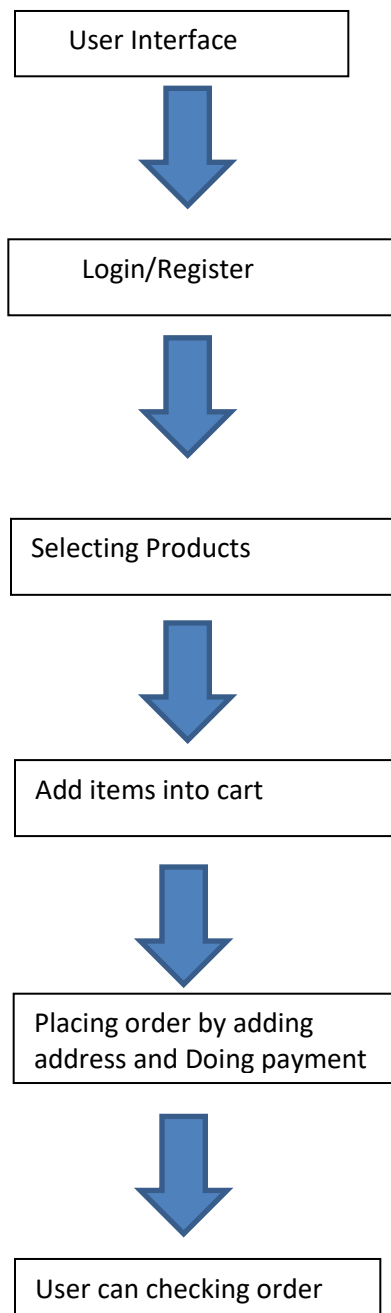 User Interface
Login/Register
Selecting Products
Add items into cart
Placing order by adding
address and Doing payment
User can checking order